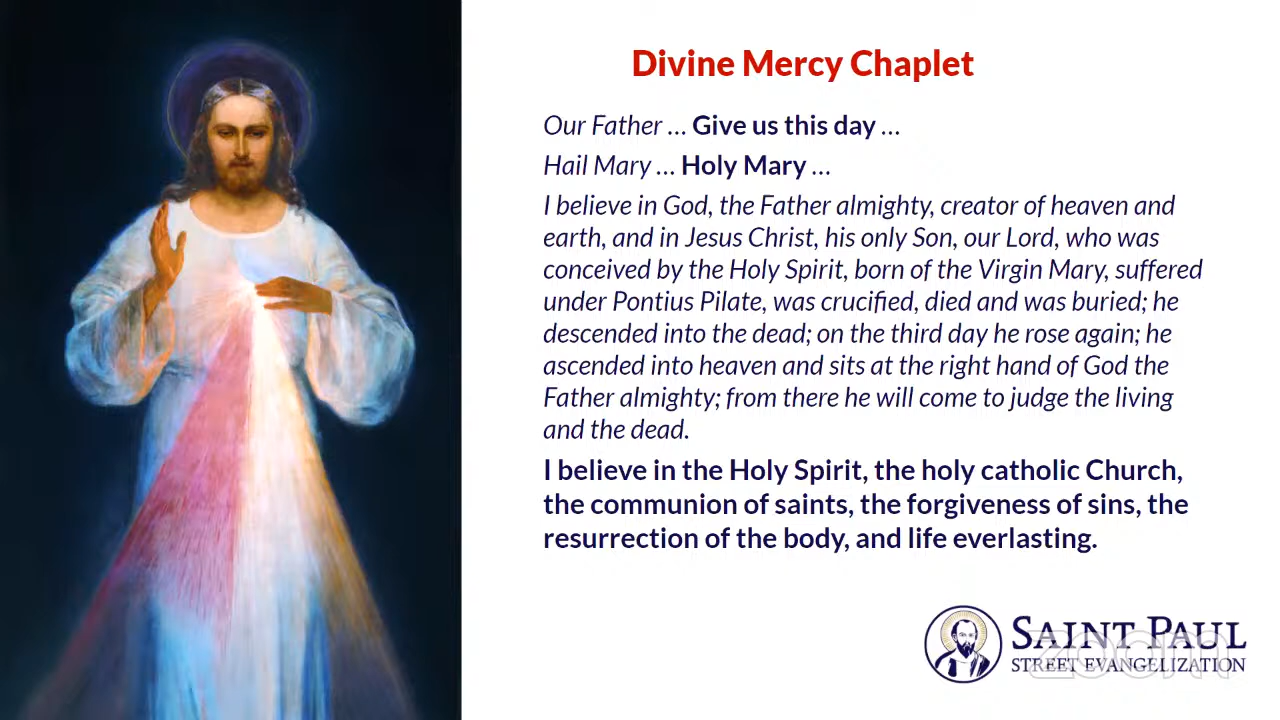 Divine Mercy Chaplet
Our Father ... Give us this day ...
Hail Mary ... Holy Mary ...
I believe in God, the Father almighty, creator of heaven and
earth, and in Jesus Christ, his only Son, our Lord, who was
conceived by the Holy Spirit, born of the Virgin Mary, suffered
under Pontius Pilate, was crucified, died and was buried; he
descended into the dead; on the third day he rose again; he
ascended into heaven and sits at the right hand of God the
Father almighty; from there he will come to judge the living
and the dead.
I believe in the Holy Spirit, the holy catholic Church,
the communion of saints, the forgiveness of sins, the
resurrection of the body, and life everlasting.
SAINT PAUL
STREET EVANGELIZATION
zoom